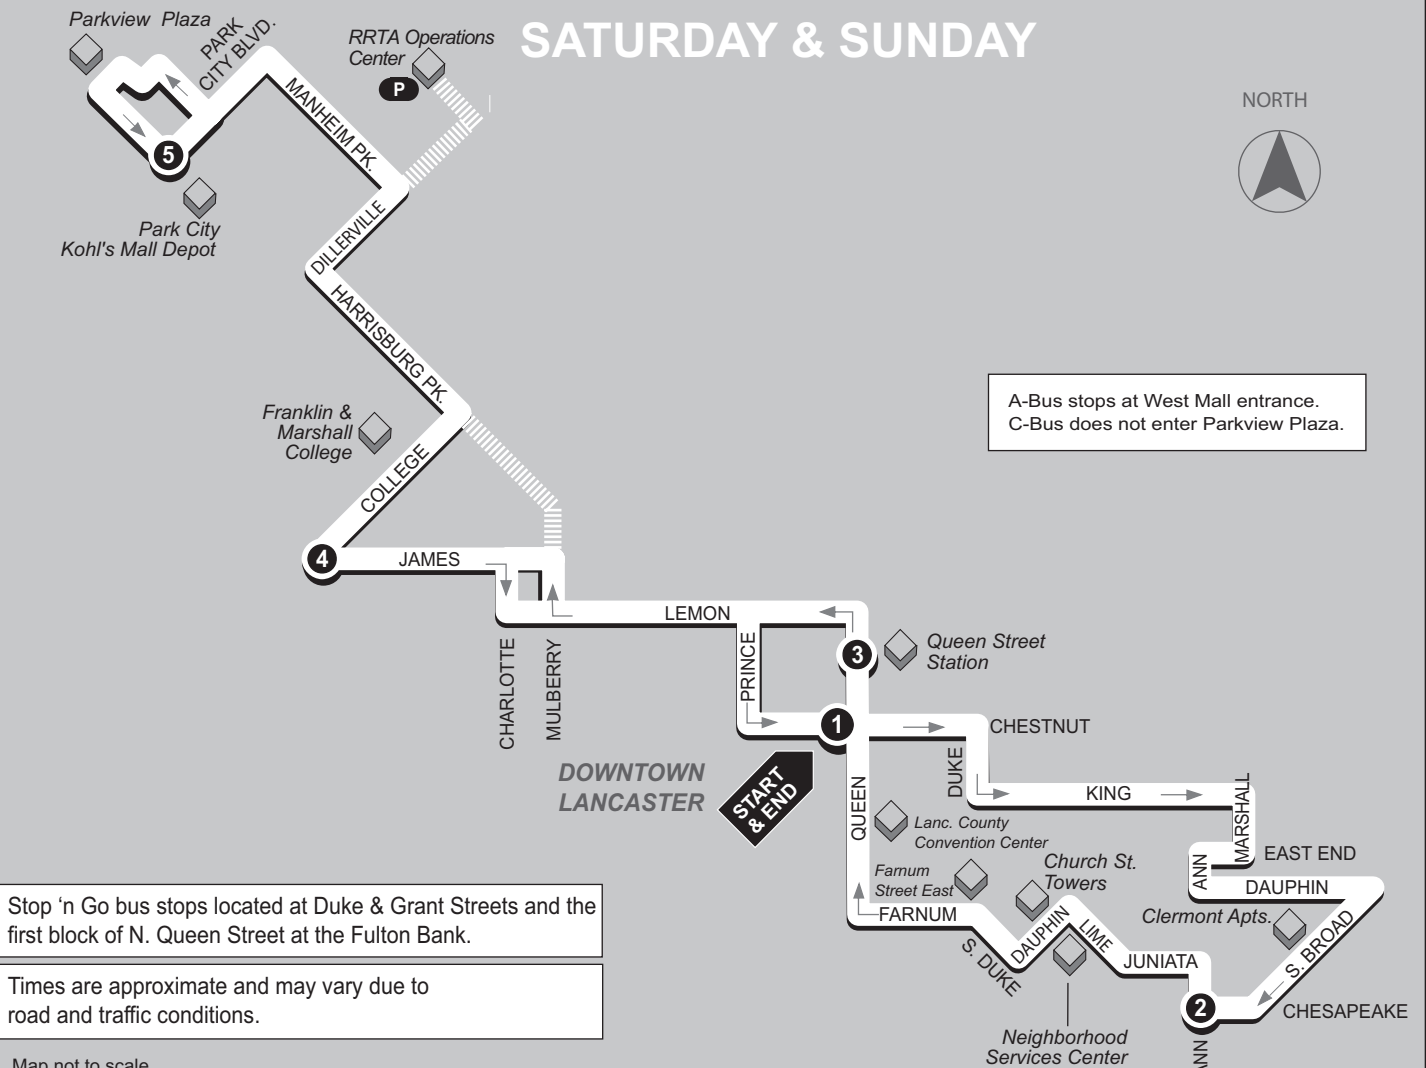 SATURDAY & SUNDAY
Parkview Plaza
PARK
CITY BLVD.
RRTA Operations
Center
P
MANHEIM PK.
NORTH
5
Park City
Kohl's Mall Depot
DILLERVILLE
HARRISBURG PK.
A-Bus stops at West Mall entrance.
C-Bus does not enter Parkview Plaza.
Franklin &
Marshall
College
COLLEGE
4
JAMES
LEMON
CHARLOTTE
MULBERRY
PRINCE
3
Queen Street
Station
1
CHESTNUT
DOWNTOWN
LANCASTER
START
& END
QUEEN
DUKE
KING
MARSHALL
Lanc. County
Convention Center
EAST END
ANN
DAUPHIN
Farnum
Street East
Church St.
Towers
FARNUM
Clermont Apts.
S. BROAD
S. DUKE
DAUPHIN
LIME
JUNIATA
2
CHESAPEAKE
ANN
Neighborhood
Services Center
Stop ‘n Go bus stops located at Duke & Grant Streets and the
first block of N. Queen Street at the Fulton Bank.
Times are approximate and may vary due to
road and traffic conditions.
Map not to scale